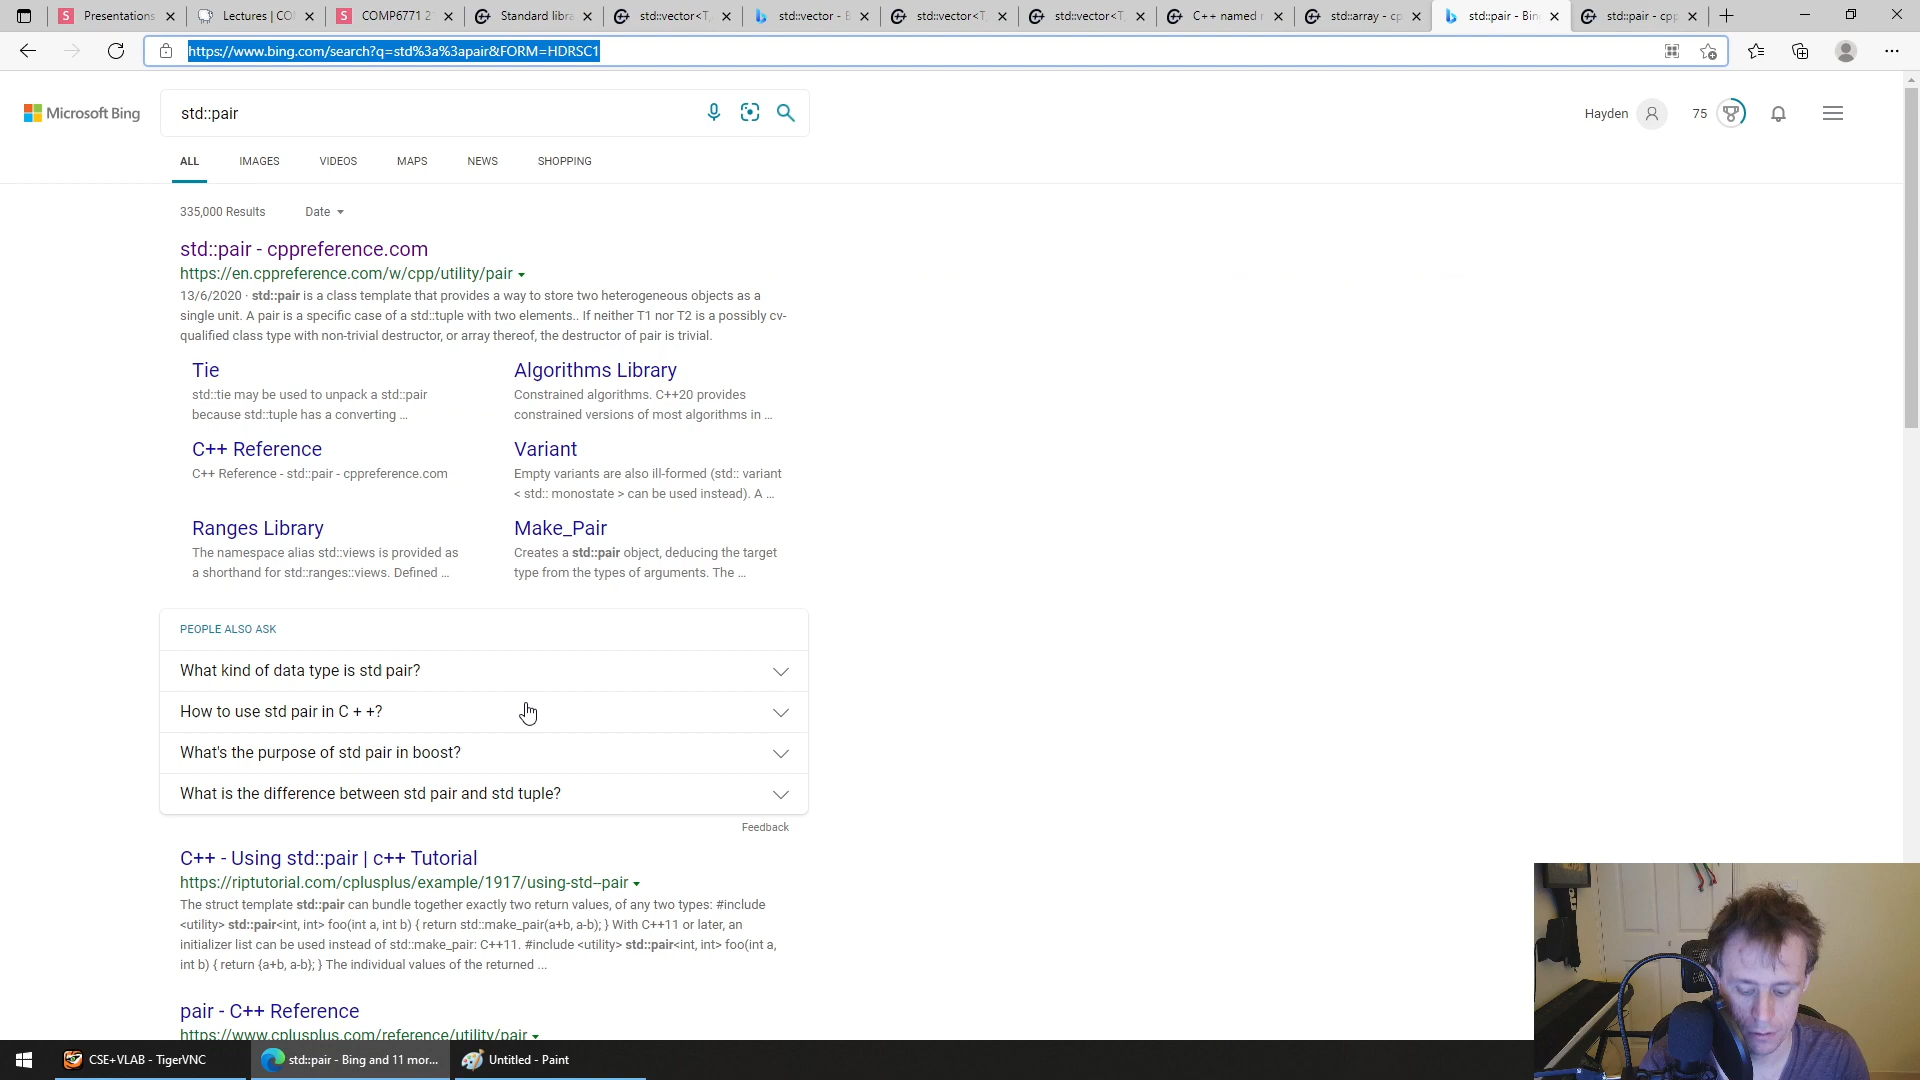 Presentations
Lectures | CO
COMP6771 2
Standard libra
std::vector<T,
std::vector - B
std::vector<T,
std::vector<T,
C++ named r
std::array - cp
std::pair - Bin
std::pair - cpp
https://www.bing.com/search?q=std%3a%3apair&FORM=HDRSC1
Microsoft Bing
std::pair
Hayden
75
ALL
IMAGES
VIDEOS
MAPS
NEWS
SHOPPING
335,000 Results
Date
std::pair - cppreference.com
https://en.cppreference.com/w/cpp/utility/pair
13/6/2020 · std::pair is a class template that provides a way to store two heterogeneous objects as a
single unit. A pair is a specific case of a std::tuple with two elements.. If neither T1 nor T2 is a possibly cv-
qualified class type with non-trivial destructor, or array thereof, the destructor of pair is trivial.
Tie
std::tie may be used to unpack a std::pair
because std::tuple has a converting ...
Algorithms Library
Constrained algorithms. C++20 provides
constrained versions of most algorithms in ...
C++ Reference
C++ Reference - std::pair - cppreference.com
Variant
Empty variants are also ill-formed (std:: variant
< std:: monostate > can be used instead). A ...
Ranges Library
The namespace alias std::views is provided as
a shorthand for std::ranges::views. Defined ...
Make_Pair
Creates a std::pair object, deducing the target
type from the types of arguments. The ...
PEOPLE ALSO ASK
What kind of data type is std pair?
How to use std pair in C + +?
What's the purpose of std pair in boost?
What is the difference between std pair and std tuple?
Feedback
C++ - Using std::pair | c++ Tutorial
https://riptutorial.com/cplusplus/example/1917/using-std--pair
The struct template std::pair can bundle together exactly two return values, of any two types: #include
<utility> std::pair<int, int> foo(int a, int b) { return std::make_pair(a+b, a-b); } With C++11 or later, an
initializer list can be used instead of std::make_pair: C++11. #include <utility> std::pair<int, int> foo(int a,
int b) { return {a+b, a-b}; } The individual values of the returned ...
pair - C++ Reference
https://www.cplusplus.com/reference/utility/pair
CSE+VLAB - TigerVNC
std::pair - Bing and 11 mor...
Untitled - Paint